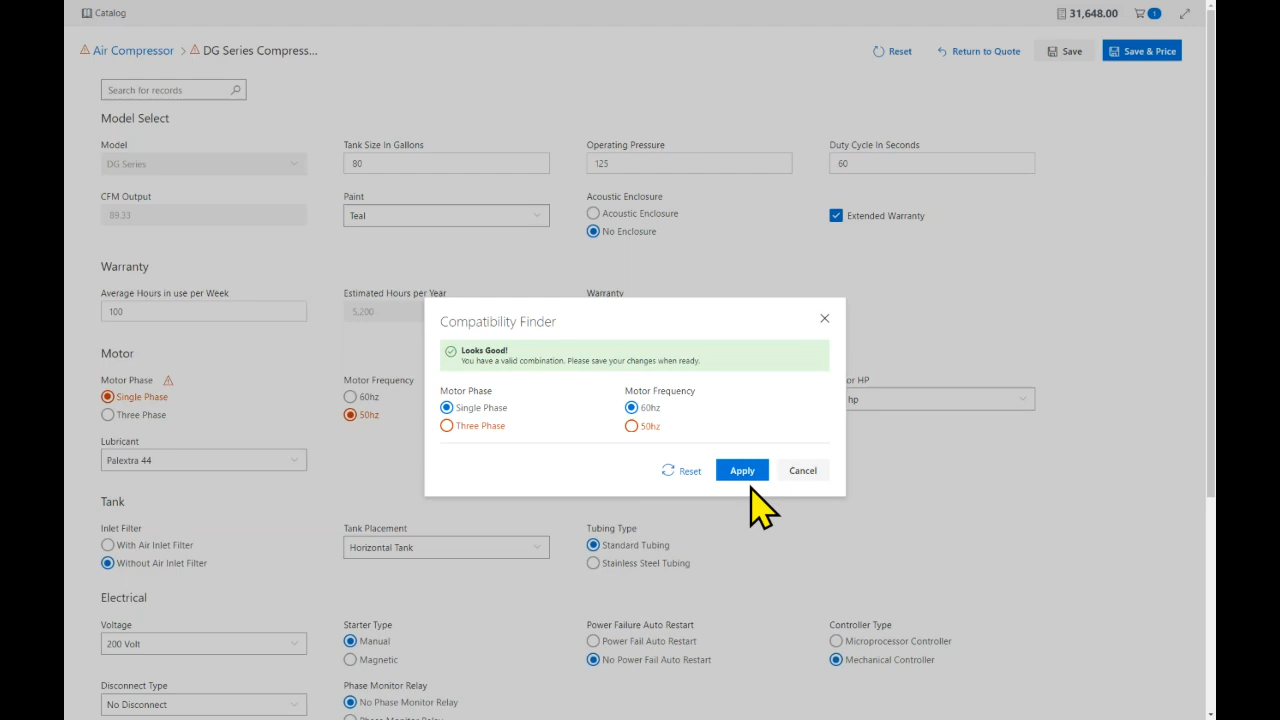 Catalog
31,648.00
1
Air Compressor > DG Series Compress...
Reset
Return to Quote
Save
Save & Price
Search for records
Model Select
Model
Tank Size In Gallons
Operating Pressure
Duty Cycle In Seconds
DG Series
80
125
60
CFM Output
Paint
Acoustic Enclosure
89.33
Teal
Acoustic Enclosure
No Enclosure
Extended Warranty
Warranty
Average Hours in use per Week
Estimated Hours per Year
Warranty
100
5,200
Compatibility Finder
Looks Good!
You have a valid combination. Please save your changes when ready.
Motor Phase
Motor Frequency
Single Phase
60hz
Three Phase
50hz
Reset
Apply
Cancel
Motor
Motor Phase
Motor Frequency
or HP
Single Phase
60hz
hp
Three Phase
50hz
Lubricant
Palextra 44
Tank
Inlet Filter
Tank Placement
Tubing Type
With Air Inlet Filter
Horizontal Tank
Standard Tubing
Without Air Inlet Filter
Stainless Steel Tubing
Electrical
Voltage
Starter Type
Power Failure Auto Restart
Controller Type
200 Volt
Manual
Power Fail Auto Restart
Microprocessor Controller
Magnetic
No Power Fail Auto Restart
Mechanical Controller
Disconnect Type
Phase Monitor Relay
No Disconnect
No Phase Monitor Relay
Phase Monitor Relay